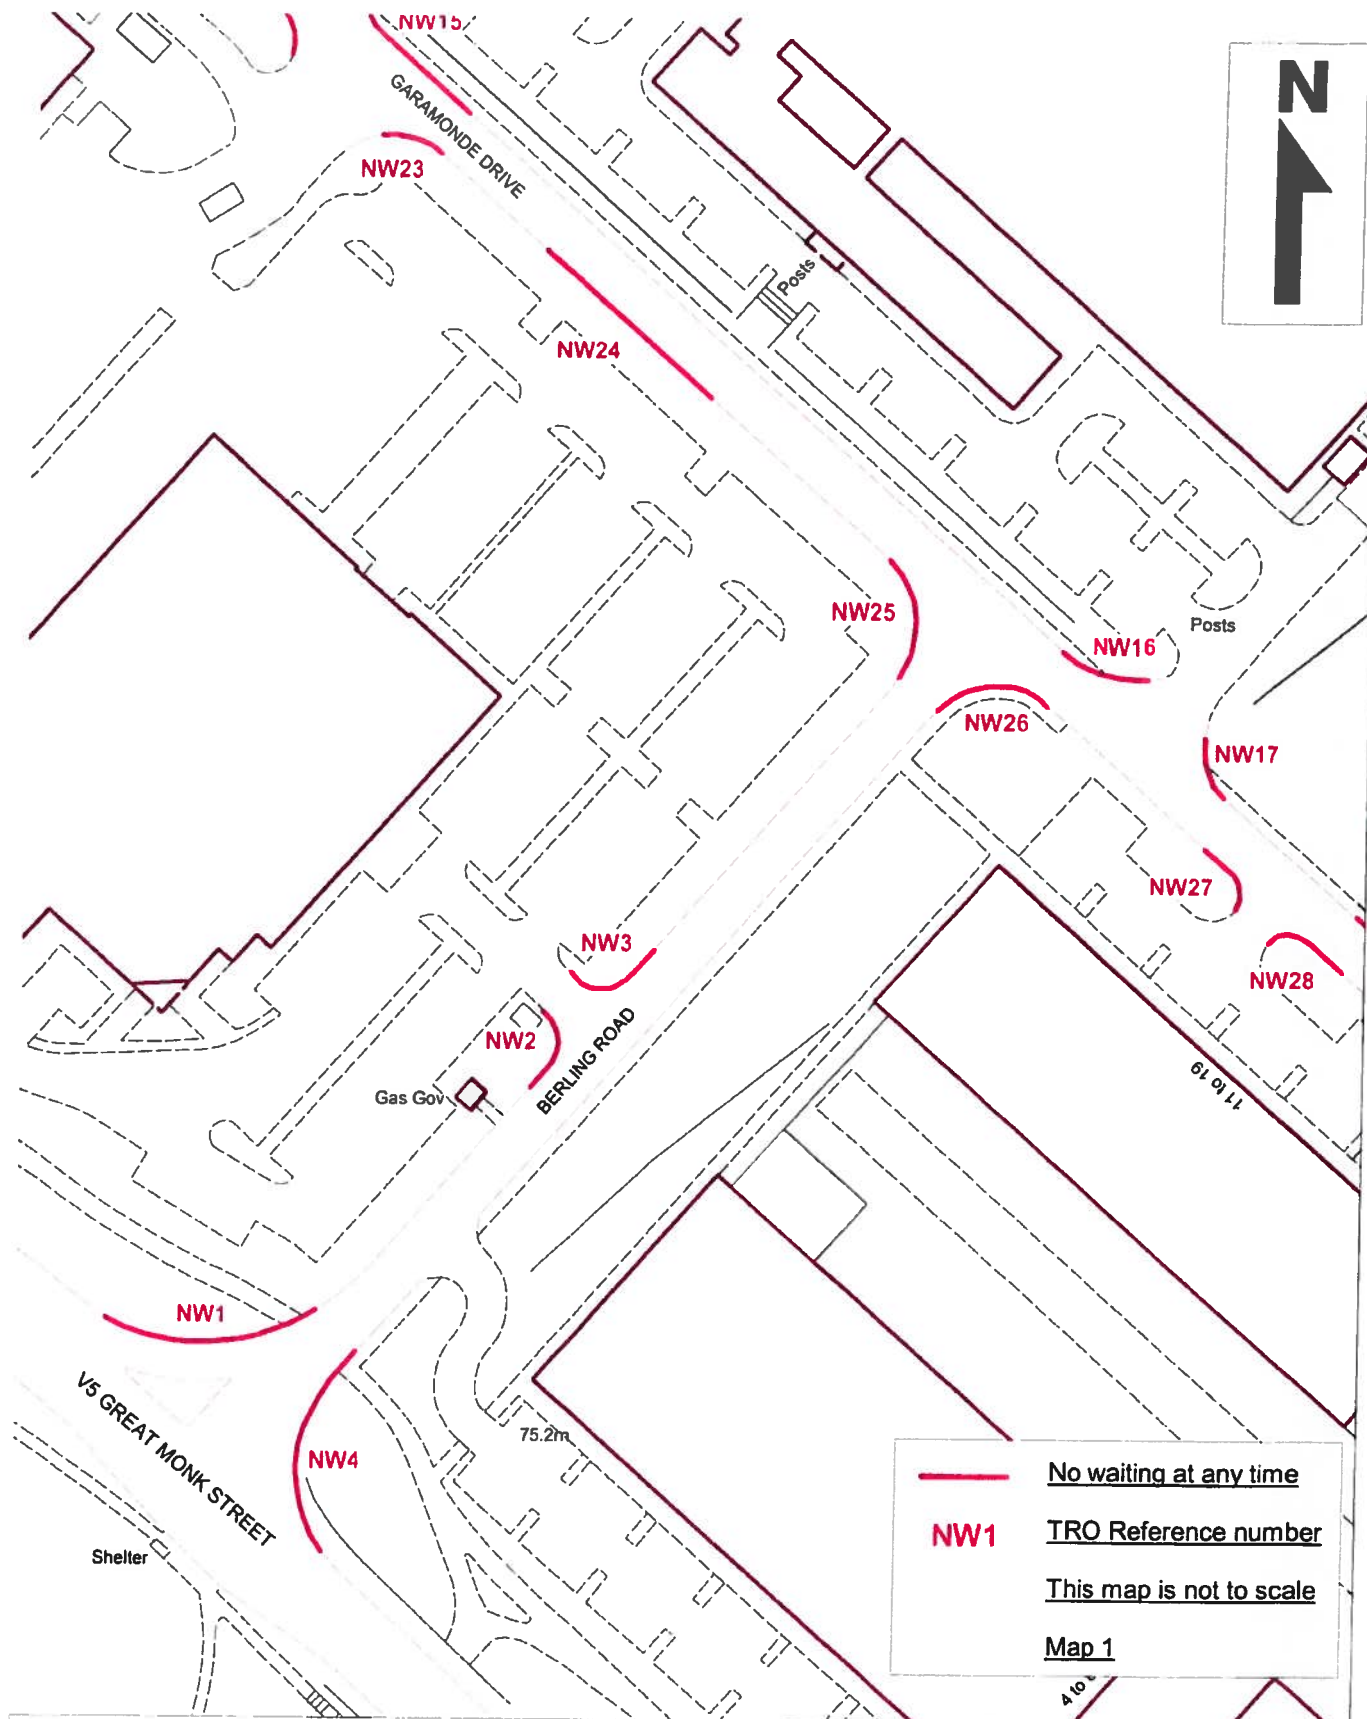 NW15
N
GARAMONDE DRIVE
NW23
Posts
NW24
NW25
Posts
NW16
NW26
NW17
NW27
NW3
NW28
NW2
BERLING ROAD
Gas Gov
11 to 19
NW1
V5 GREAT MONK STREET
75.2m
NW4
Shelter
No waiting at any time
NW1 TRO Reference number
This map is not to scale
Map 1
4 to